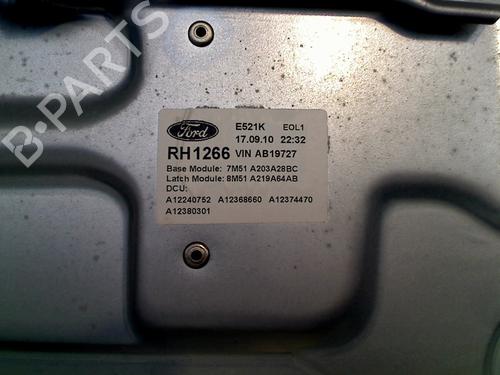 B-PARTS
Ford E521K EOL1
17.09.10 22:32
RH1266 VIN AB19727
Base Module: 7M51 A203A28BC
Latch Module: 8M51 A219A64AB
DCU:
A12240752 A12368660 A12374470
A12380301